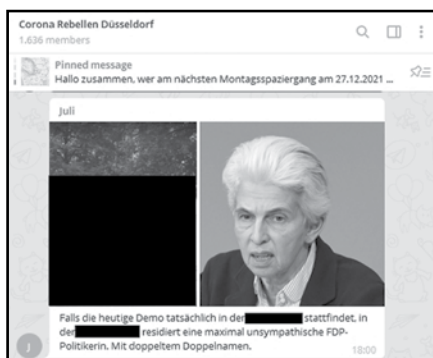 Corona Rebellen Düsseldorf
1.636 members
Pinned message
Hallo zusammen, wer am nächsten Montagsspaziergang am 27.12.2021 ...
Juli
Falls die heutige Demo tatsächlich in der stattfindet, in
der residiert eine maximal unsympathische FDP-
Politikerin. Mit doppeltem Doppelnamen.
18:00
J